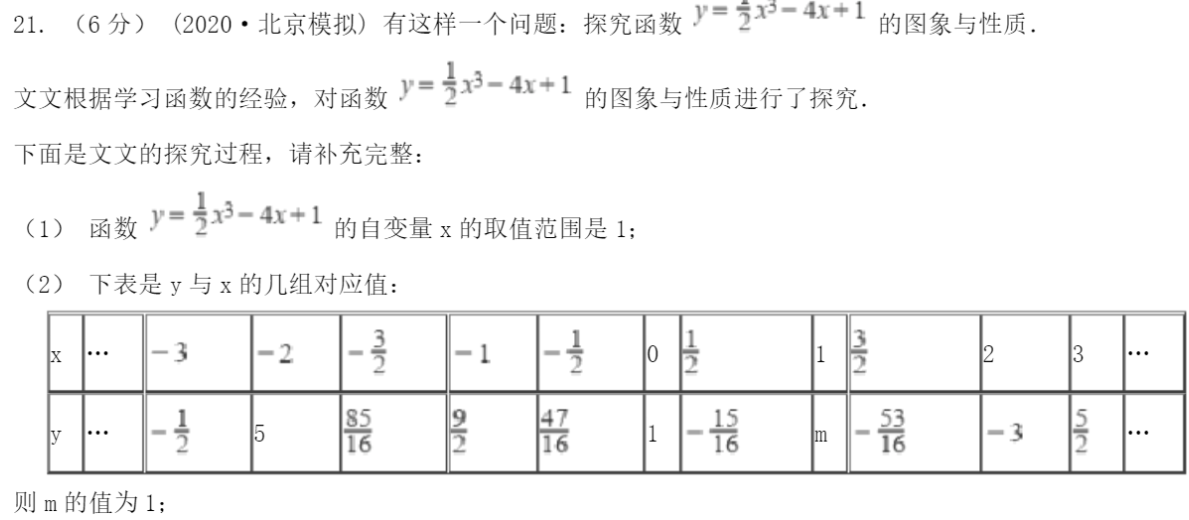 21. （6分） (2020·北京模拟) 有这样一个问题：探究函数 y=1/2x³-4x+1 的图象与性质.
文文根据学习函数的经验，对函数 y=1/2x³-4x+1 的图象与性质进行了探究.
下面是文文的探究过程，请补充完整：
（1） 函数 y=1/2x³-4x+1 的自变量 x 的取值范围是 1;
（2） 下表是 y 与 x 的几组对应值：
x … -3 -2 -3/2 -1 -1/2 0 1/2 1 3/2 2 3 …
y … -1/2 5 85/16 9/2 47/16 1 -15/16 m -53/16 -3 5/2 …
则 m 的值为 1;